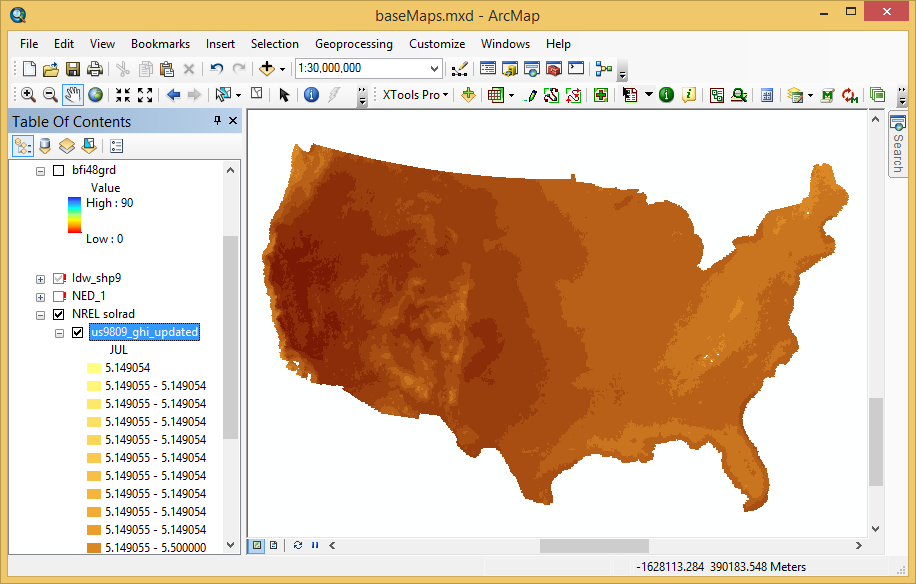 baseMaps.mxd - ArcMap
File Edit View Bookmarks Insert Selection Geoprocessing Customize Windows Help
1:30,000,000
XTools Pro
Table Of Contents
bfi48grd
Value
High : 90
Low : 0
ldw_shp9
NED_1
NREL solrad
us9809_ghi_updated
JUL
5.149054
5.149055 - 5.149054
5.149055 - 5.149054
5.149055 - 5.149054
5.149055 - 5.149054
5.149055 - 5.149054
5.149055 - 5.149054
5.149055 - 5.149054
5.149055 - 5.149054
5.149055 - 5.149054
5.149055 - 5.500000
Search
-1628113.284 390183.548 Meters